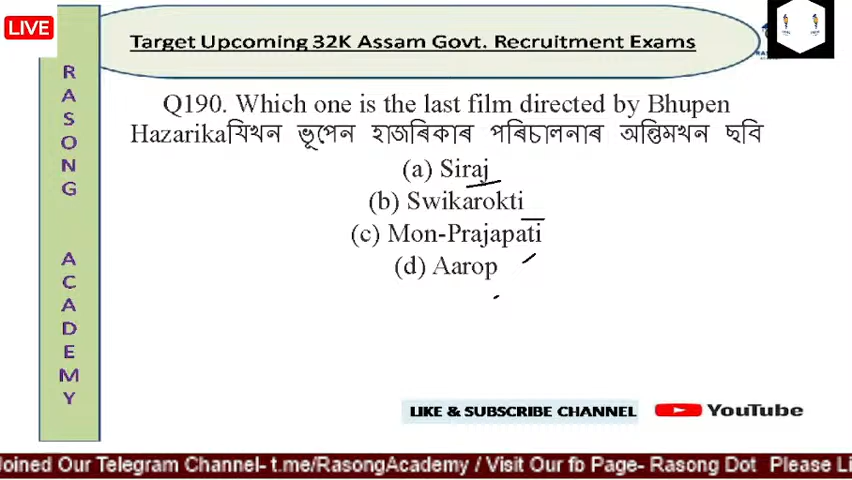 LIVE
Target Upcoming 32K Assam Govt. Recruitment Exams
RASONG ACADEMY
Q190. Which one is the last film directed by Bhupen
Hazarikaযিখন ভূপেন হাজৰিকাৰ পৰিচালনাৰ অন্তিমখন ছবি
(a) Siraj
(b) Swikarokti
(c) Mon-Prajapati
(d) Aarop
LIKE & SUBSCRIBE CHANNEL
YouTube
Joined Our Telegram Channel- t.me/RasongAcademy / Visit Our fb Page- Rasong Dot Please Li